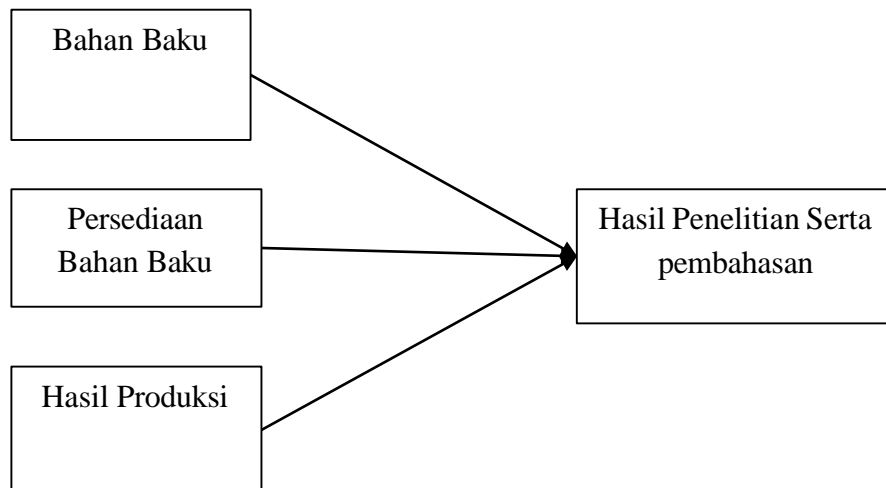 Bahan Baku
Persediaan
Bahan Baku
Hasil Produksi
Hasil Penelitian Serta
pembahasan